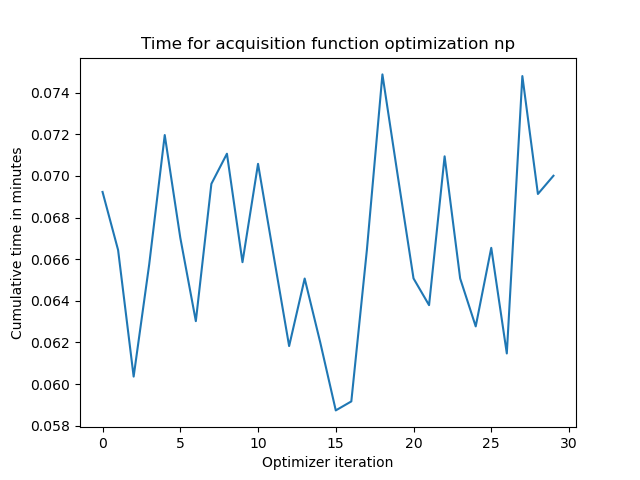 Time for acquisition function optimization np
Cumulative time in minutes
0.074
0.072
0.070
0.068
0.066
0.064
0.062
0.060
0.058
0 5 10 15 20 25 30
Optimizer iteration